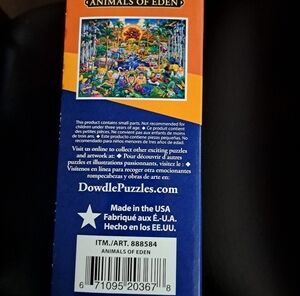 ANIMALS OF EDEN
This product contains small parts. Not recommended for
children under three years of age. ◆ Ce produit contient
des petites pièces. Ne convient pas aux enfants de moins
de trois ans. ◆ Este producto contiene piezas pequeñas. No
recomendado para niños menores de tres años de edad.
Visit us online to collect other exciting puzzles
and artwork at: ◆ Pour découvrir d'autres
puzzles et illustrations passionnants, visitez le : ◆
Visítenos en línea para recoger otra emocionantes
rompecabezas y obras de arte en:
DowdlePuzzles.com
Made in the USA
Fabriqué aux É.-U.A.
Hecho en los EE.UU.
ITM./ART. 888584
ANIMALS OF EDEN
6 71095 20367 8